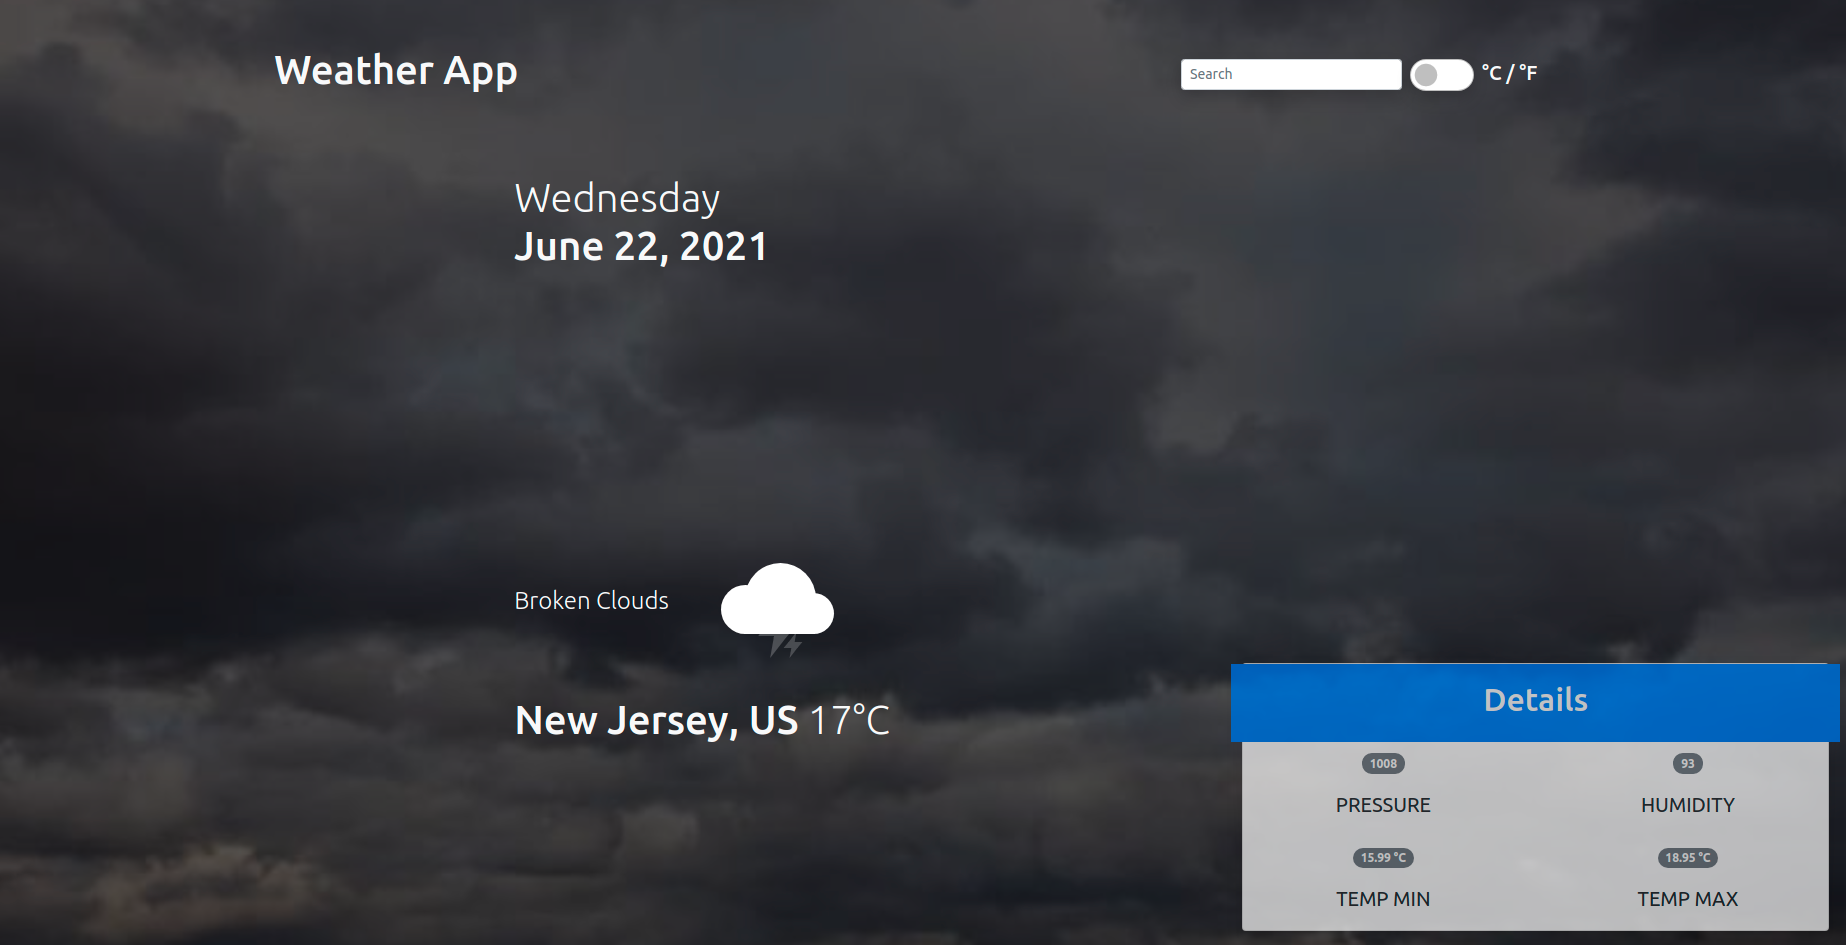 Weather App
Search
°C / °F
Wednesday
June 22, 2021
Broken Clouds
New Jersey, US 17°C
Details
1008
PRESSURE
93
HUMIDITY
15.99 °C
TEMP MIN
18.95 °C
TEMP MAX